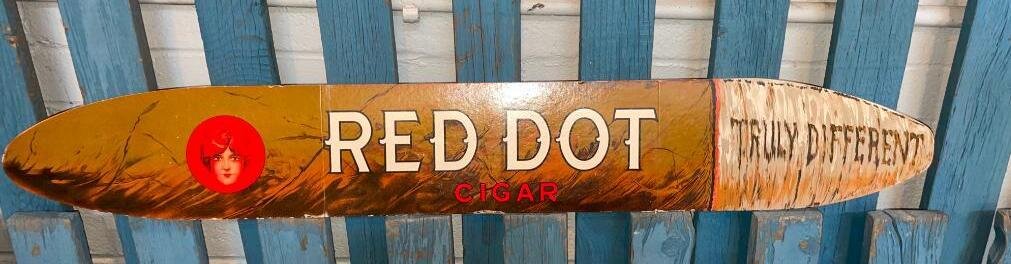 RED DOT
CIGAR
TRULY DIFFERENT